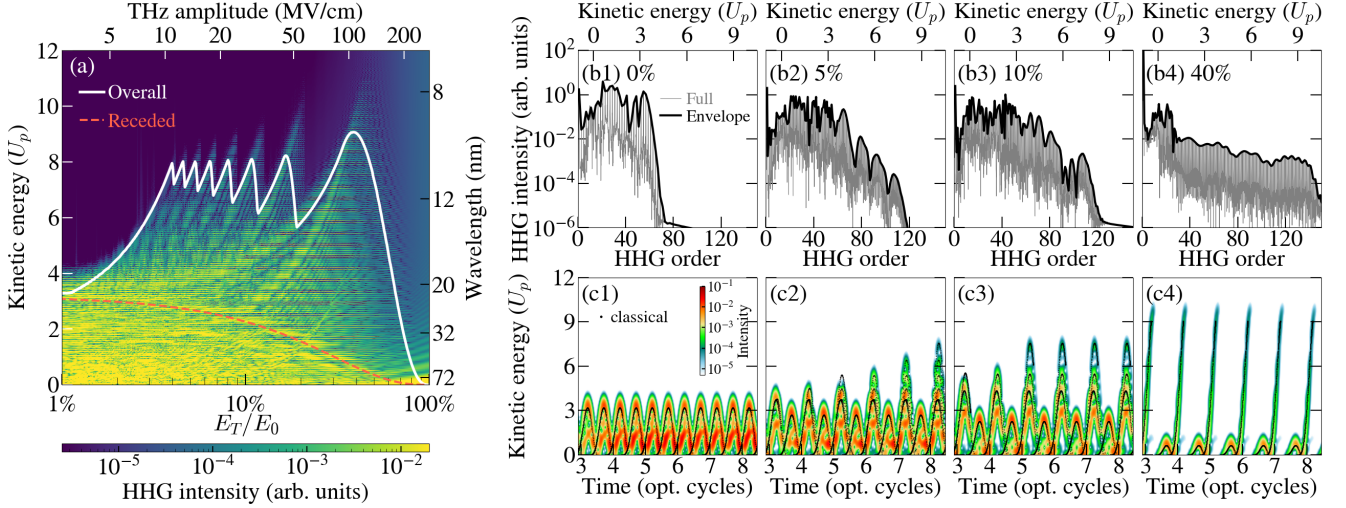 THz amplitude (MV/cm)
5 10 25 50 100 200
(a)
Overall
Receded
Kinetic energy (U_p)
12
10
8
6
4
2
0
8
12
20
32
72
Wavelength (nm)
1% 10% 100%
E_T/E_0
10^-5 10^-4 10^-3 10^-2
HHG intensity (arb. units)
Kinetic energy (U_p) Kinetic energy (U_p) Kinetic energy (U_p) Kinetic energy (U_p)
0 3 6 9 0 3 6 9 0 3 6 9 0 3 6 9
HHG intensity (arb. units)
10^2
10^0
10^-2
10^-4
10^-6
(b1) 0% (b2) 5% (b3) 10% (b4) 40%
Full
Envelope
0 40 80 120 0 40 80 120 0 40 80 120 0 40 80 120
HHG order HHG order HHG order HHG order
Kinetic energy (U_p)
12
9
6
3
0
(c1) (c2) (c3) (c4)
classical
10^-1
10^-2
10^-3
10^-4
10^-5
Intensity
3 4 5 6 7 8 3 4 5 6 7 8 3 4 5 6 7 8 3 4 5 6 7 8
Time (opt. cycles) Time (opt. cycles) Time (opt. cycles) Time (opt. cycles)